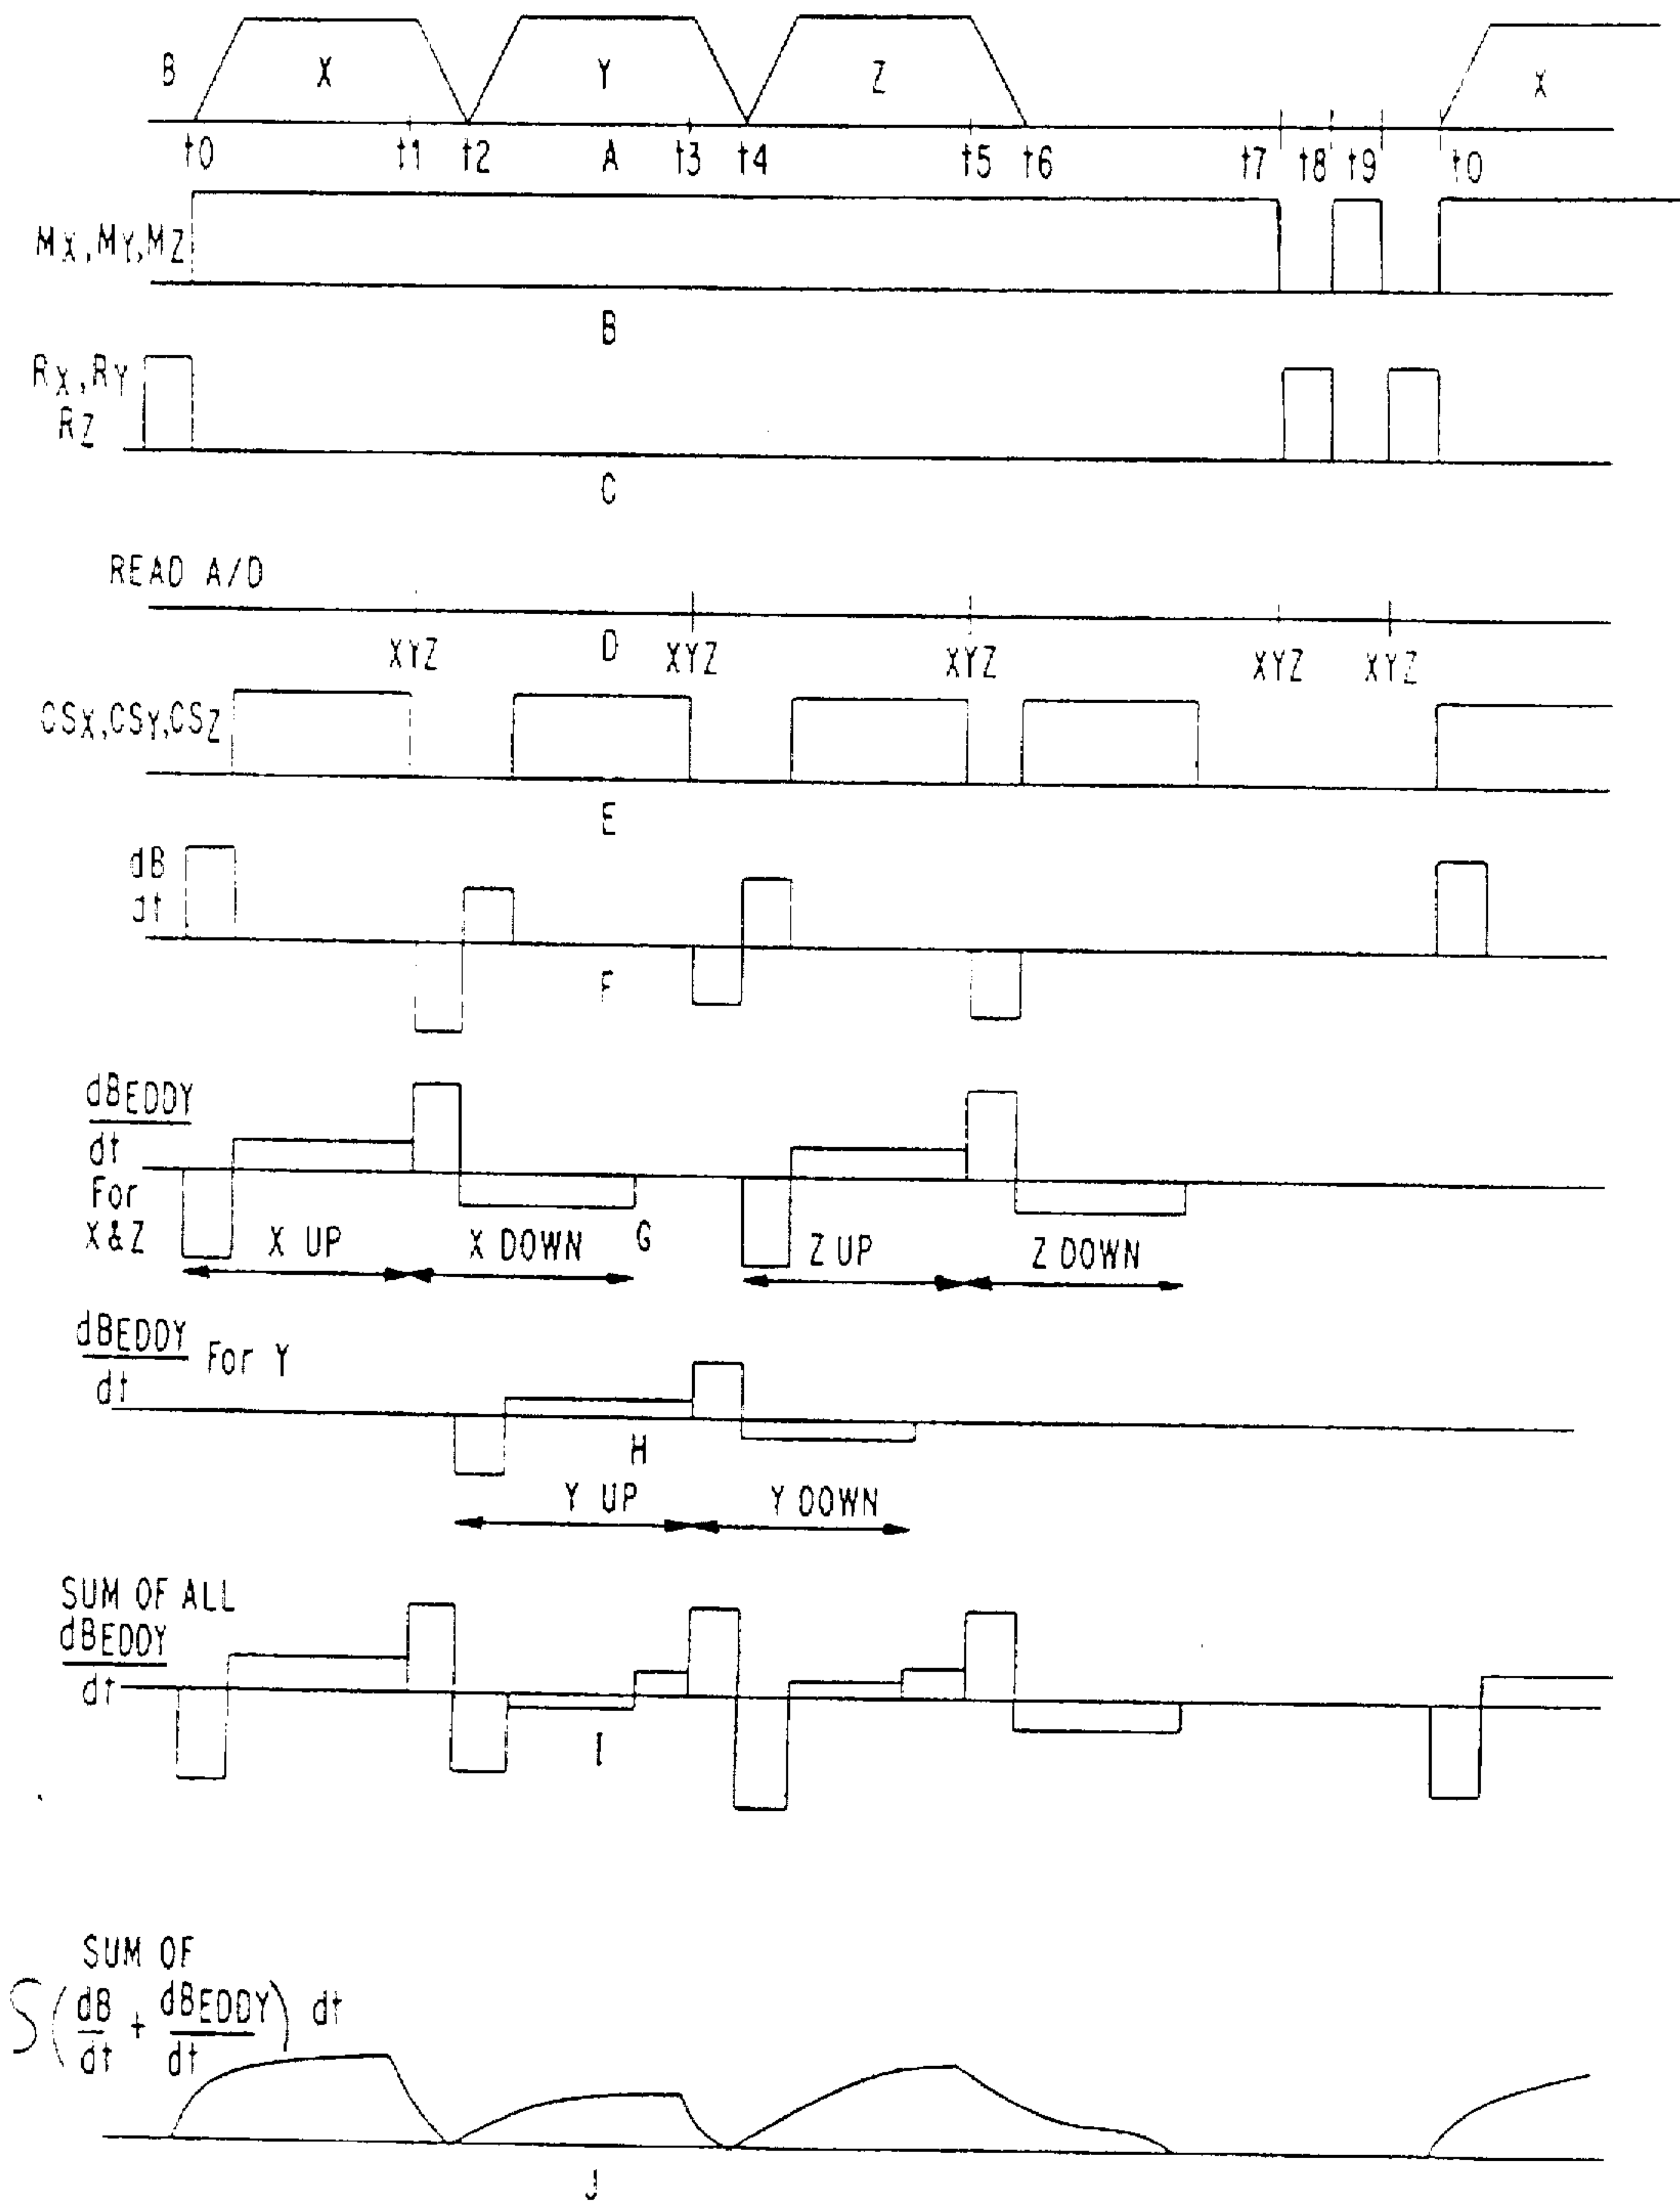 B X Y Z X
t0 t1 t2 A t3 t4 t5 t6 t7 t8 t9 t0
MX,MY,MZ
B
RX,RY
RZ
C
READ A/D
XYZ D XYZ XYZ XYZ XYZ
CSX,CSY,CSZ
E
dB
dt
F
dBEDDY
dt
For
X&Z
X UP X DOWN G Z UP Z DOWN
dBEDDY
dt
For Y
H
Y UP Y DOWN
SUM OF ALL
dBEDDY
dt
I
SUM OF
S(dB/dt + dBEDDY/dt) dt
J